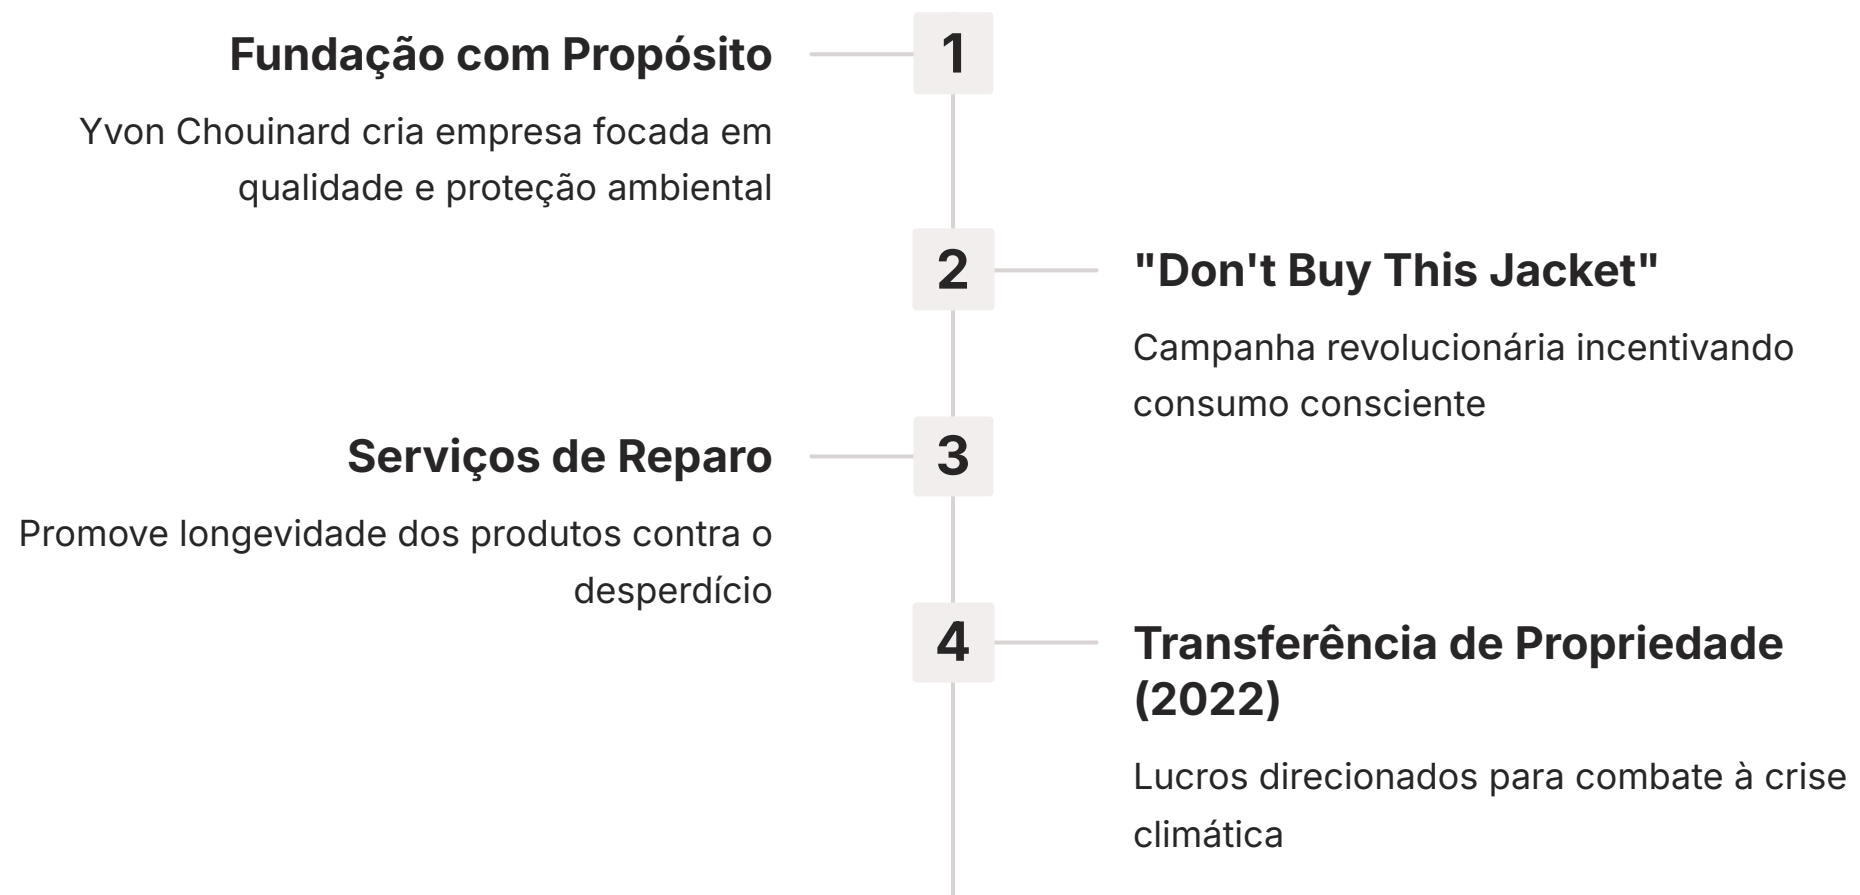 Fundação com Propósito
1
Yvon Chouinard cria empresa focada em
qualidade e proteção ambiental
2
"Don't Buy This Jacket"
Campanha revolucionária incentivando
consumo consciente
Serviços de Reparo
3
Promove longevidade dos produtos contra o
desperdício
4
Transferência de Propriedade
(2022)
Lucros direcionados para combate à crise
climática